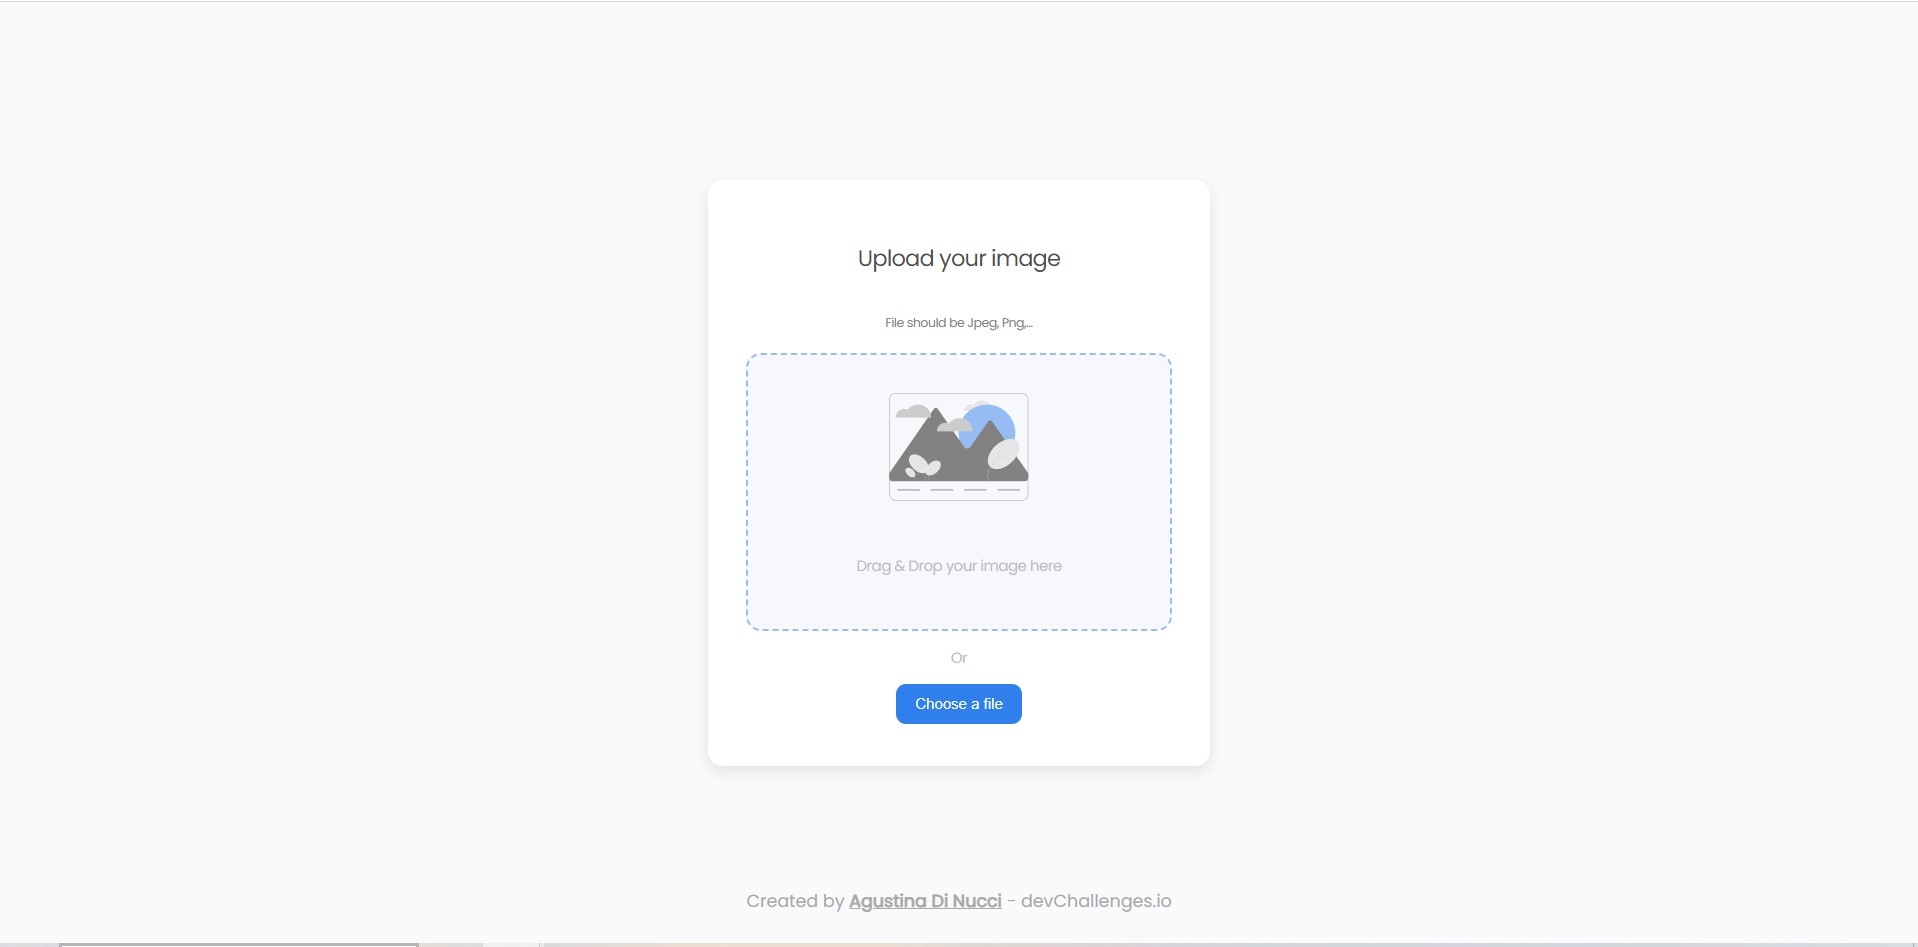 Upload your image
File should be Jpeg, Png,...
Drag & Drop your image here
Or
Choose a file
Created by Agustina Di Nucci - devChallenges.io